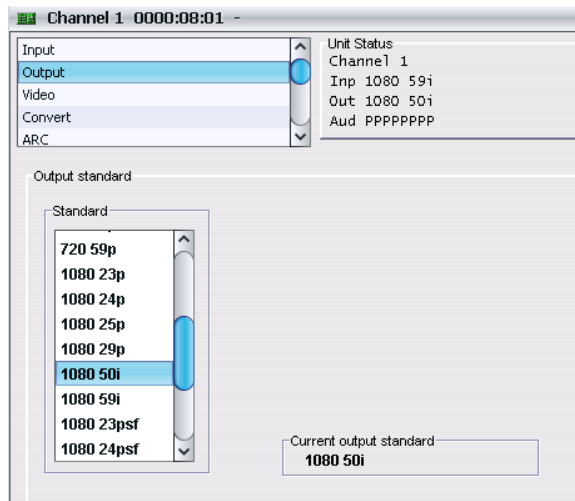 Channel 1 0000:08:01 -
Input
Output
Video
Convert
ARC
Unit Status
Channel 1
Inp 1080 59i
Out 1080 50i
Aud PPPPPPPP
Output standard
Standard
720 59p
1080 23p
1080 24p
1080 25p
1080 29p
1080 50i
1080 59i
1080 23psf
1080 24psf
Current output standard
1080 50i